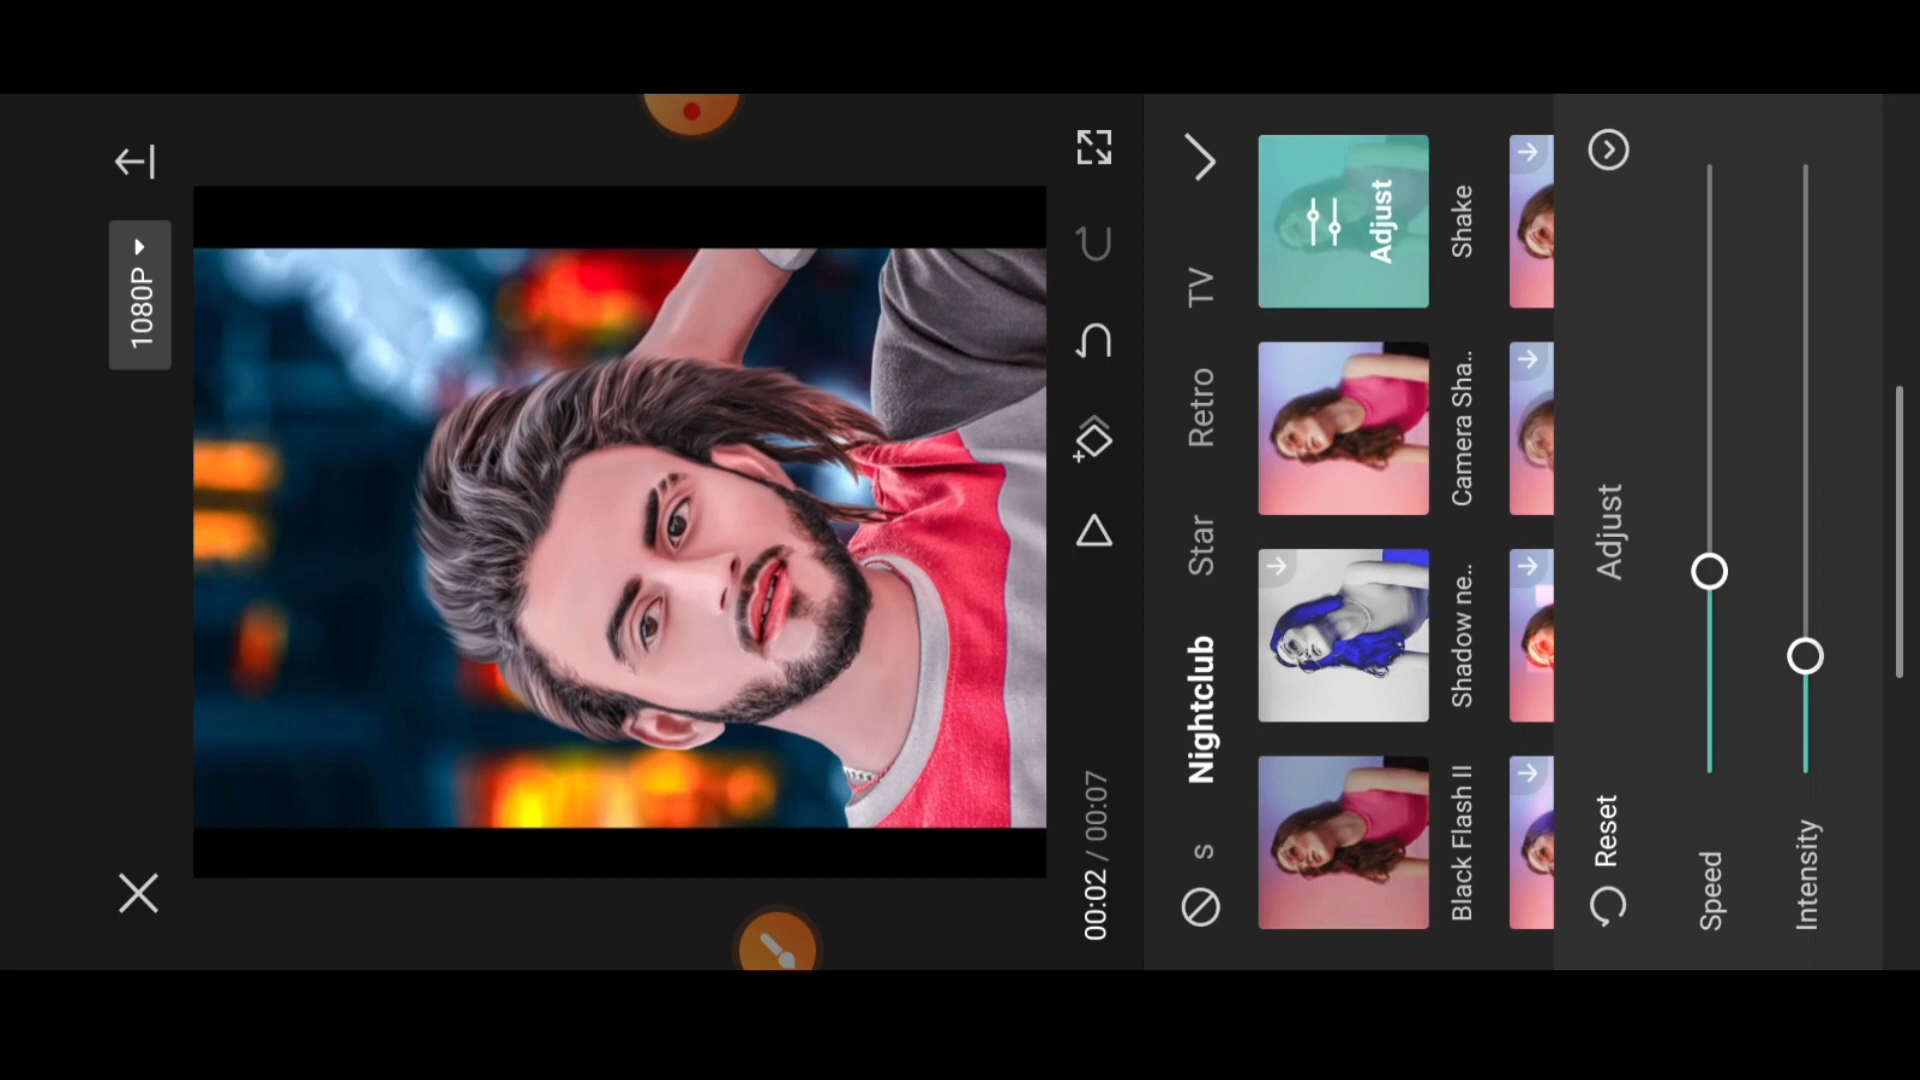 1080P
00:02 / 00:07
s Nightclub Star Retro TV
Adjust
Black Flash II Shadow ne.. Camera Sha.. Shake
Reset Adjust
Speed
Intensity